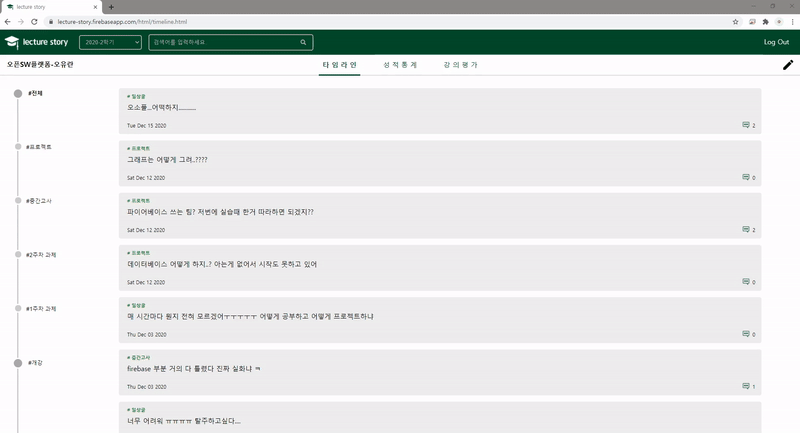 lecture story
lecture-story.firebaseapp.com/html/timeline.html
lecture story
2020-2학기
검색어를 입력하세요
Log Out
오픈SW플랫폼-오유란
타임라인
성적통계
강의평가
#전체
#프로젝트
#중간고사
#2주차 과제
#1주차 과제
#개강
# 일상글
오소플...어떡하지...........
Tue Dec 15 2020
2
# 프로젝트
그래프는 어떻게 그려..????
Sat Dec 12 2020
0
# 프로젝트
파이어베이스 쓰는 팀? 저번에 실습때 한거 따라하면 되겠지??
Sat Dec 12 2020
2
# 프로젝트
데이터베이스 어떻게 하지..? 아는게 없어서 시작도 못하고 있어
Sat Dec 12 2020
0
# 일상글
매 시간마다 뭔지 전혀 모르겠어ㅜㅜㅜㅜㅜ 어떻게 공부하고 어떻게 프로젝트하냐
Thu Dec 03 2020
0
# 중간고사
firebase 부분 거의 다 틀렸다 진짜 실화냐 ㅋ
Thu Dec 03 2020
1
# 일상글
너무 어려워 ㅠㅠㅠㅠ 탈주하고싶다...